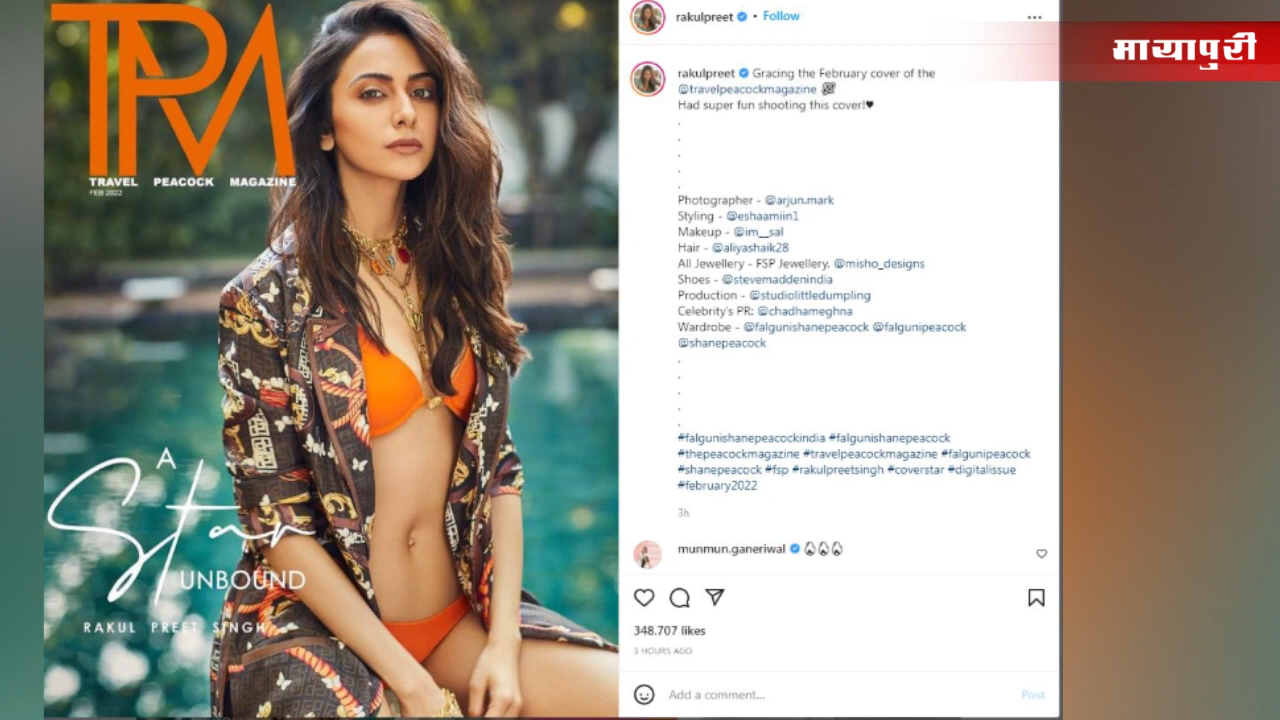 TPM
TRAVEL PEACOCK MAGAZINE
FEB 2022
A
Star
UNBOUND
RAKUL PREET SINGH
rakulpreet • Follow
मायापुरी
rakulpreet Gracing the February cover of the
@travelpeacockmagazine
Had super fun shooting this cover!♥
.
.
.
.
.
Photographer - @arjun.mark
Styling - @eshaamiin1
Makeup - @im__sal
Hair - @aliyashaik28
All Jewellery - FSP Jewellery, @misho_designs
Shoes - @stevemaddenindia
Production - @studiolittledumpling
Celebrity's PR: @chadhameghna
Wardrobe - @falgunishanepeacock @falgunipeacock
@shanepeacock
.
.
.
.
.
#falgunishanepeacockindia #falgunishanepeacock
#thepeacockmagazine #travelpeacockmagazine #falgunipeacock
#shanepeacock #fsp #rakulpreetsingh #coverstar #digitalissue
#february2022
3h
munmun.ganeriwal
348,707 likes
3 HOURS AGO
Add a comment...
Post